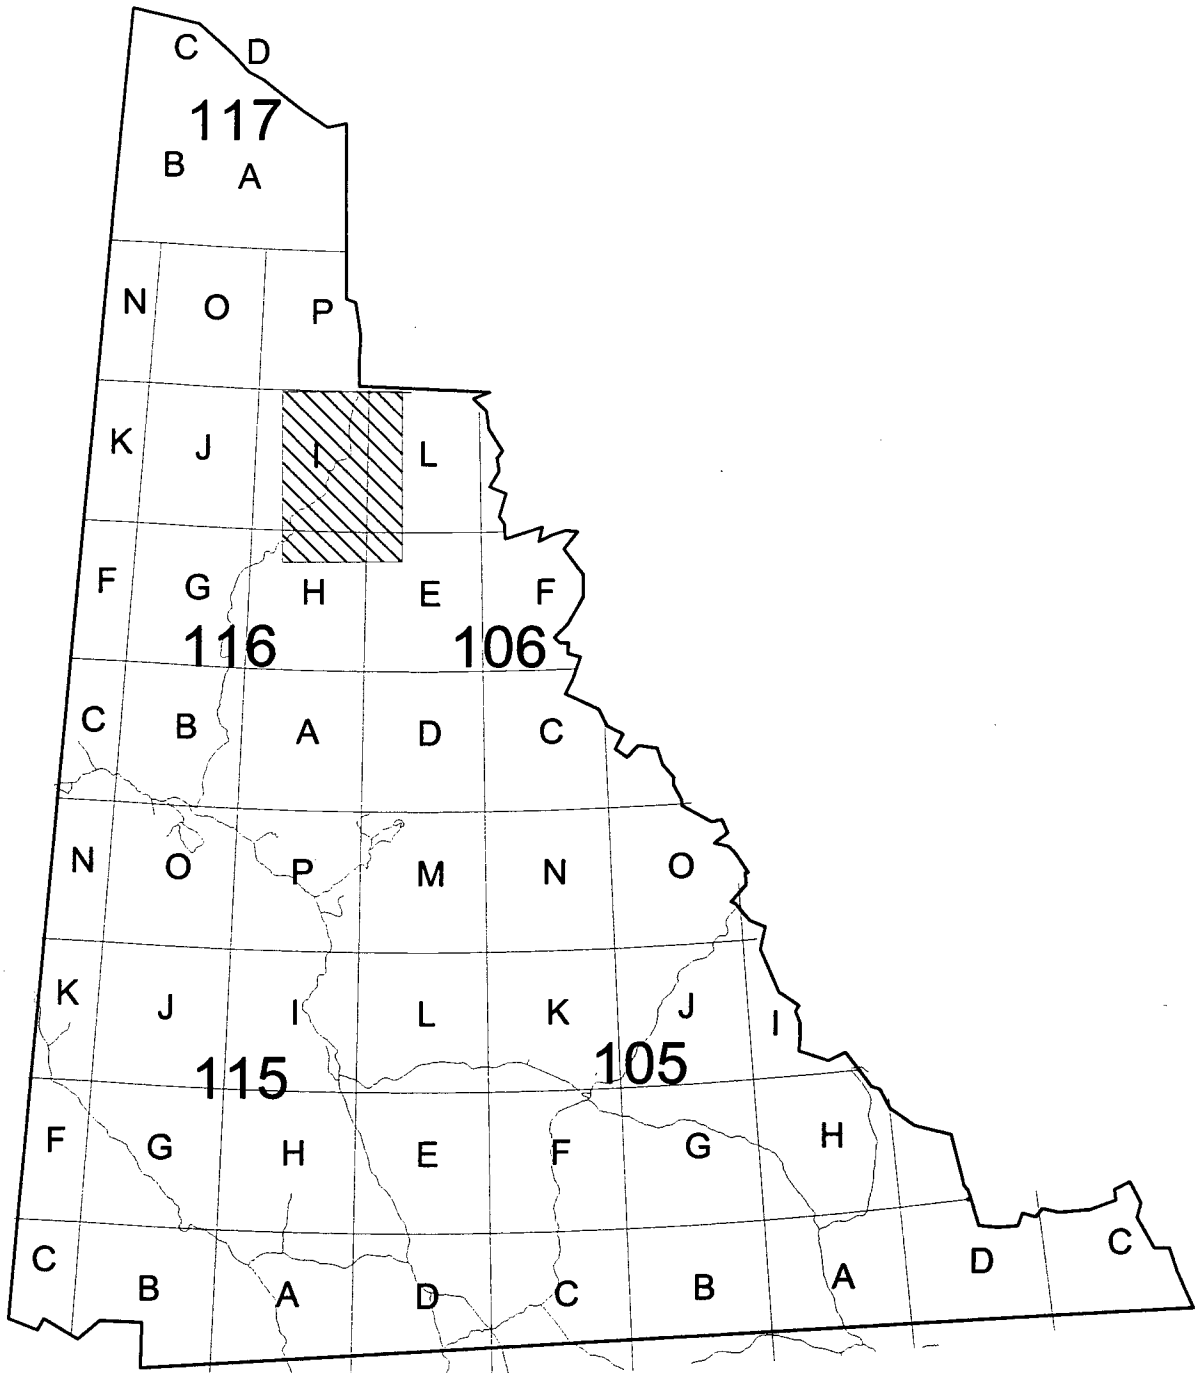 C D
117
B A
N O P
K J I L
F G H E F
116 106
C B A D C
N O P M N O
K J I L K J I
115 105
F G H E F G H
C B A D C B A D C